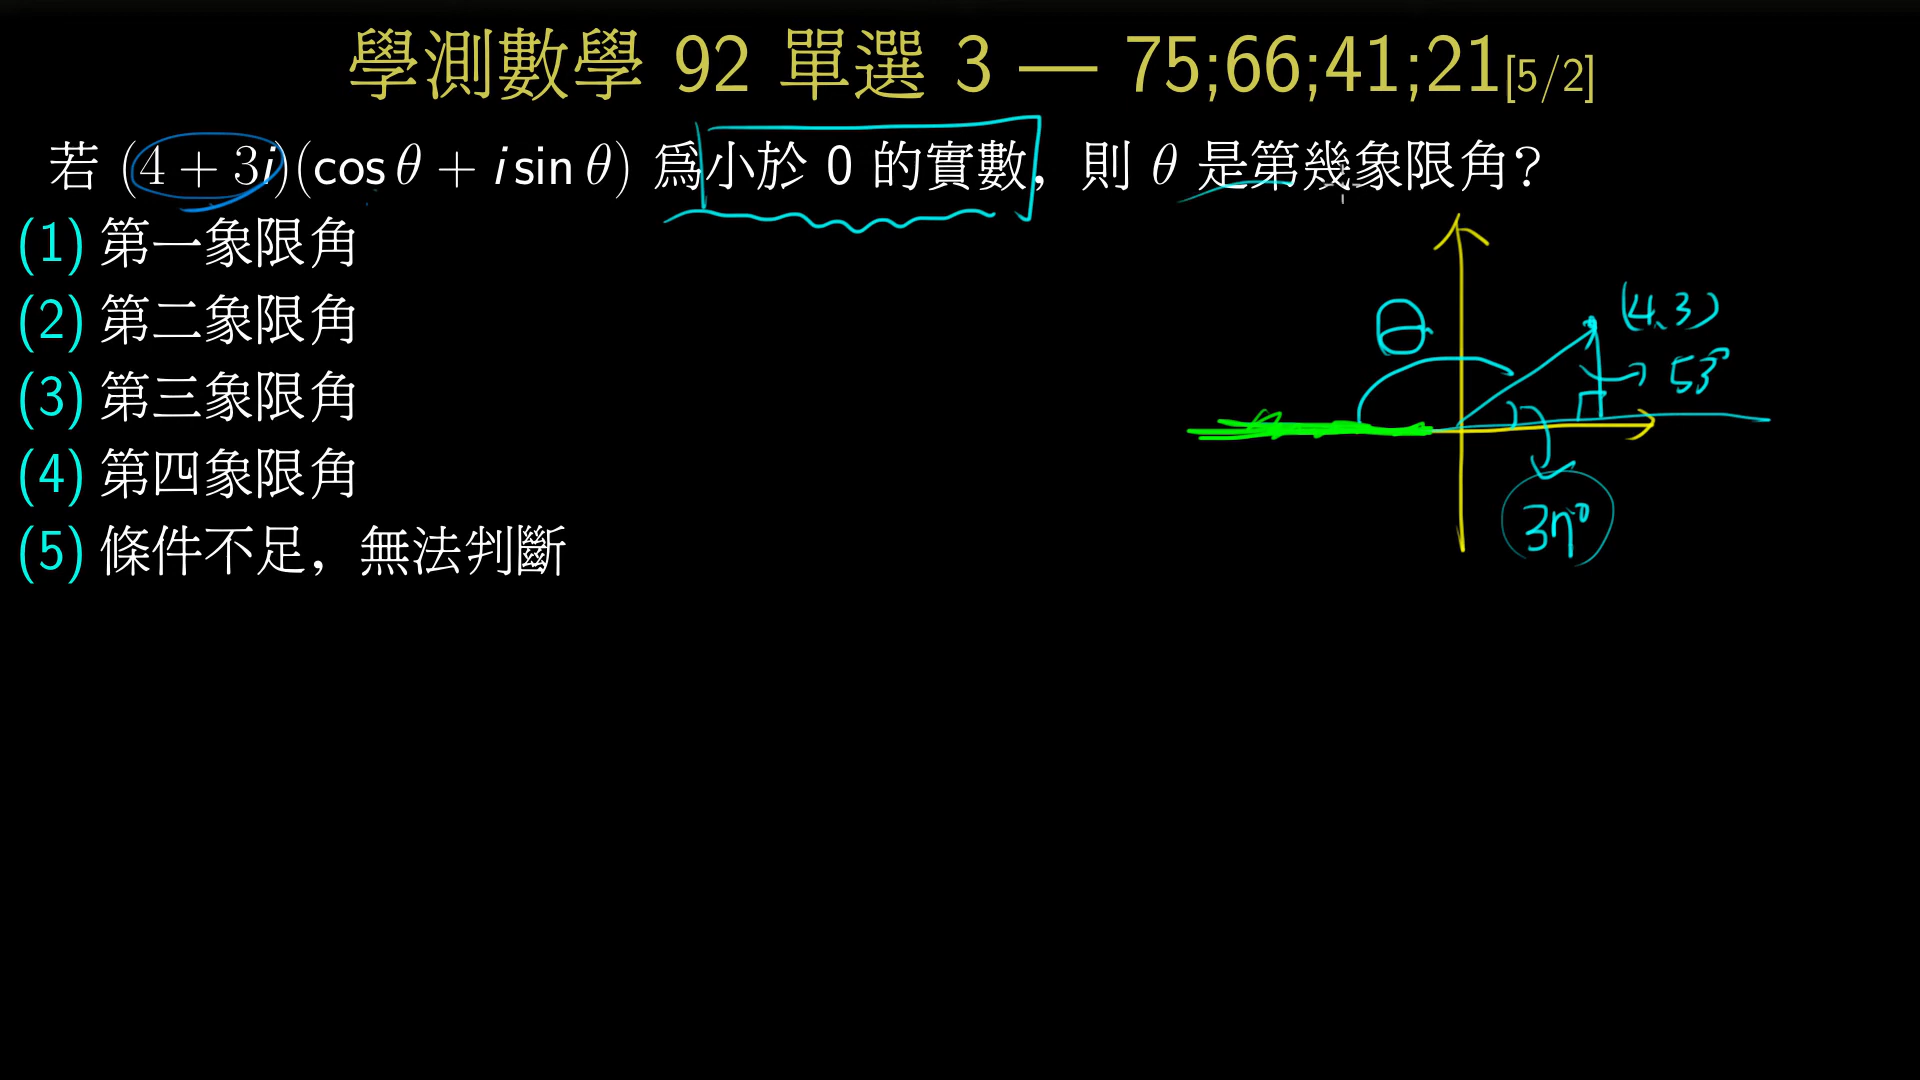 學測數學 92 單選 3 — 75;66;41;21[5/2]
若 (4 + 3i)(cos θ + i sin θ) 爲小於 0 的實數，則 θ 是第幾象限角?
(1) 第一象限角
(2) 第二象限角
(3) 第三象限角
(4) 第四象限角
(5) 條件不足，無法判斷
(4、3)
θ
53°
37°